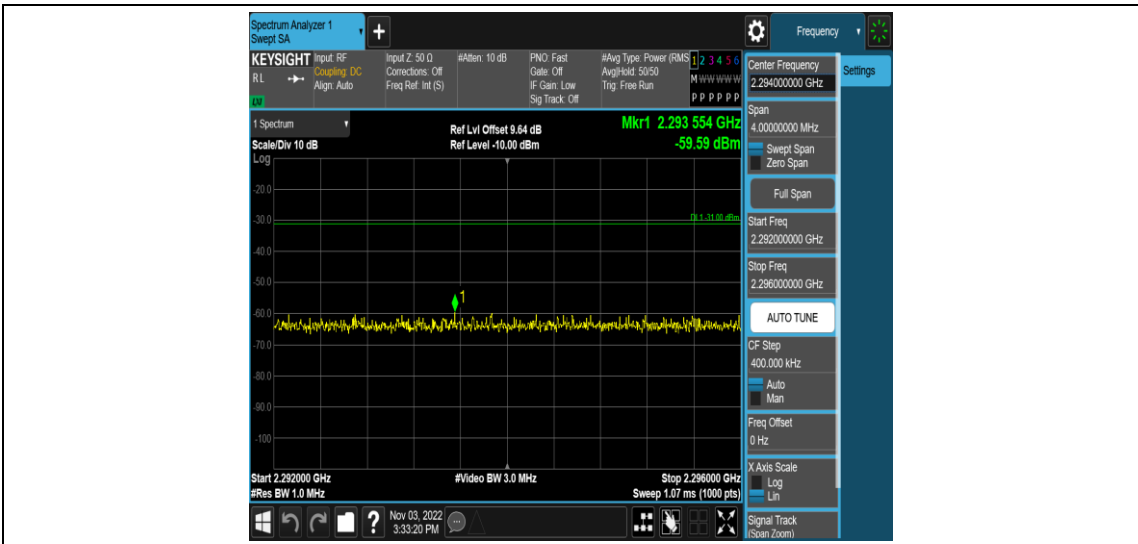 Spectrum Analyzer 1
Swept SA
+
Frequency
KEYSIGHT
RL
LXI
Input: RF
Coupling: DC
Align: Auto
Input Z: 50 Ω
Corrections: Off
Freq Ref: Int (S)
#Atten: 10 dB
PNO: Fast
Gate: Off
IF Gain: Low
Sig Track: Off
#Avg Type: Power (RMS
Avg|Hold: 50/50
Trig: Free Run
1 2 3 4 5 6
M W W W W W
P P P P P P
1 Spectrum
Scale/Div 10 dB
Log
Ref Lvl Offset 9.64 dB
Ref Level -10.00 dBm
Mkr1 2.293 554 GHz
-59.59 dBm
-20.0
-30.0
DL1 -31.00 dBm
-40.0
-50.0
1
-60.0
-70.0
-80.0
-90.0
-100
Start 2.292000 GHz
#Res BW 1.0 MHz
#Video BW 3.0 MHz
Stop 2.296000 GHz
Sweep 1.07 ms (1000 pts)
?
Nov 03, 2022
3:33:20 PM
Center Frequency
2.294000000 GHz
Settings
Span
4.00000000 MHz
Swept Span
Zero Span
Full Span
Start Freq
2.292000000 GHz
Stop Freq
2.296000000 GHz
AUTO TUNE
CF Step
400.000 kHz
Auto
Man
Freq Offset
0 Hz
X Axis Scale
Log
Lin
Signal Track
(Span Zoom)